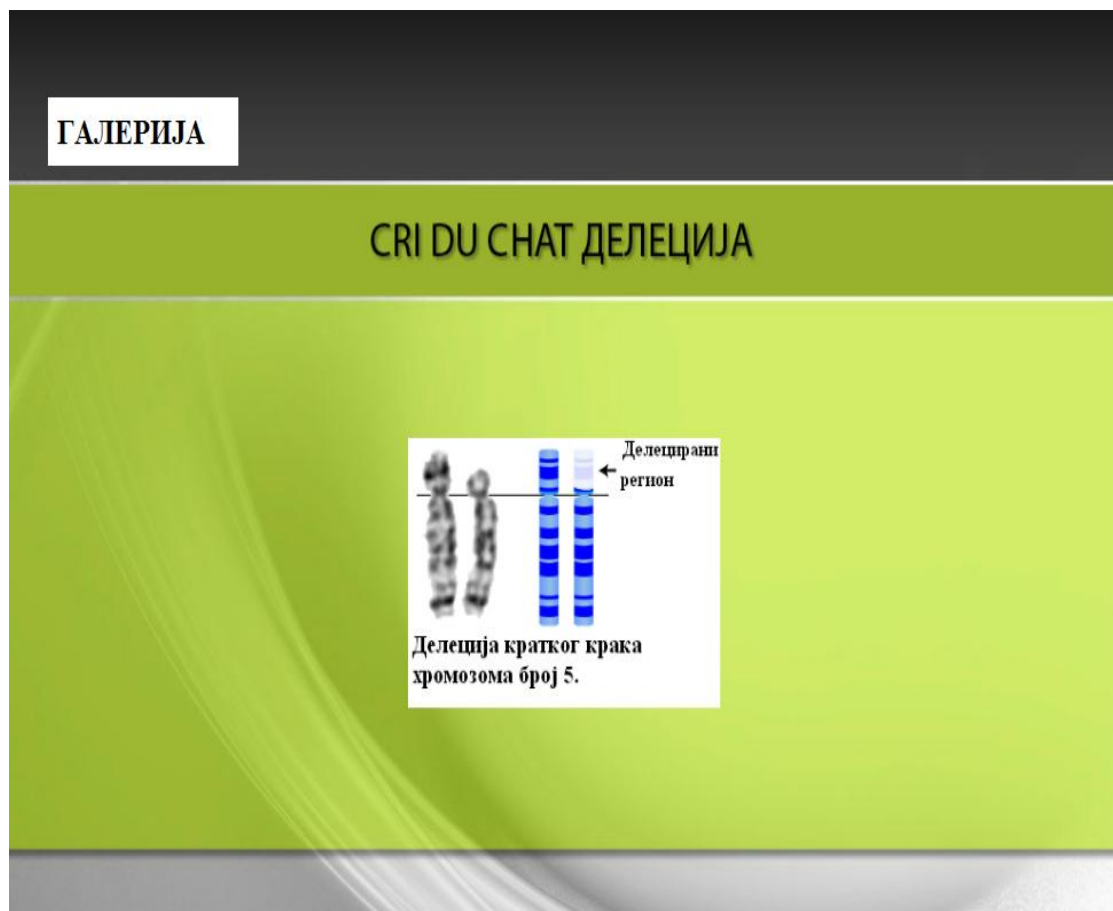 ГАЛЕРИЈА
CRI DU CHAT ДЕЛЕЦИЈА
Делецирани
регион
Делеција кратког крака
хромозома број 5.